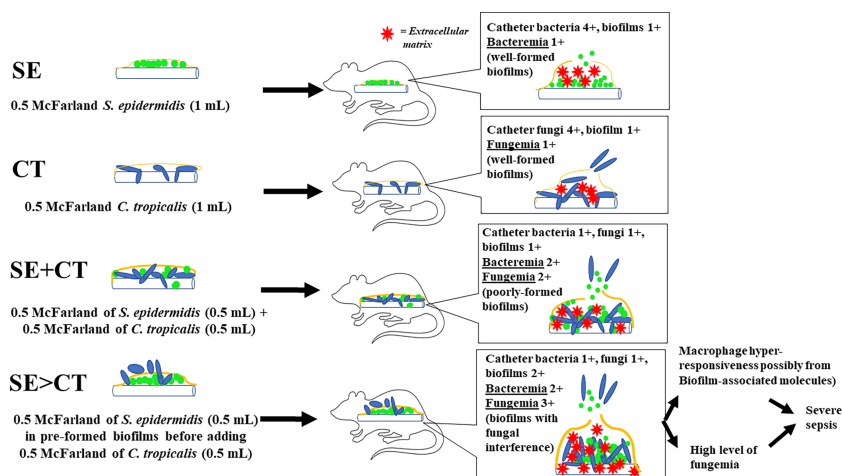 = Extracellular
matrix
SE
0.5 McFarland S. epidermidis (1 mL)
Catheter bacteria 4+, biofilms 1+
Bacteremia 1+
(well-formed
biofilms)
CT
0.5 McFarland C. tropicalis (1 mL)
Catheter fungi 4+, biofilm 1+
Fungemia 1+
(well-formed
biofilms)
SE+CT
0.5 McFarland of S. epidermidis (0.5 mL) +
0.5 McFarland of C. tropicalis (0.5 mL)
Catheter bacteria 1+, fungi 1+,
biofilms 1+
Bacteremia 2+
Fungemia 2+
(poorly-formed
biofilms)
SE>CT
0.5 McFarland of S. epidermidis (0.5 mL)
in pre-formed biofilms before adding
0.5 McFarland of C. tropicalis (0.5 mL)
Catheter bacteria 1+, fungi 1+,
biofilms 2+
Bacteremia 2+
Fungemia 3+
(biofilms with
fungal
interference)
Macrophage hyper-
responsiveness possibly from
Biofilm-associated molecules)
High level of
fungemia
Severe
sepsis